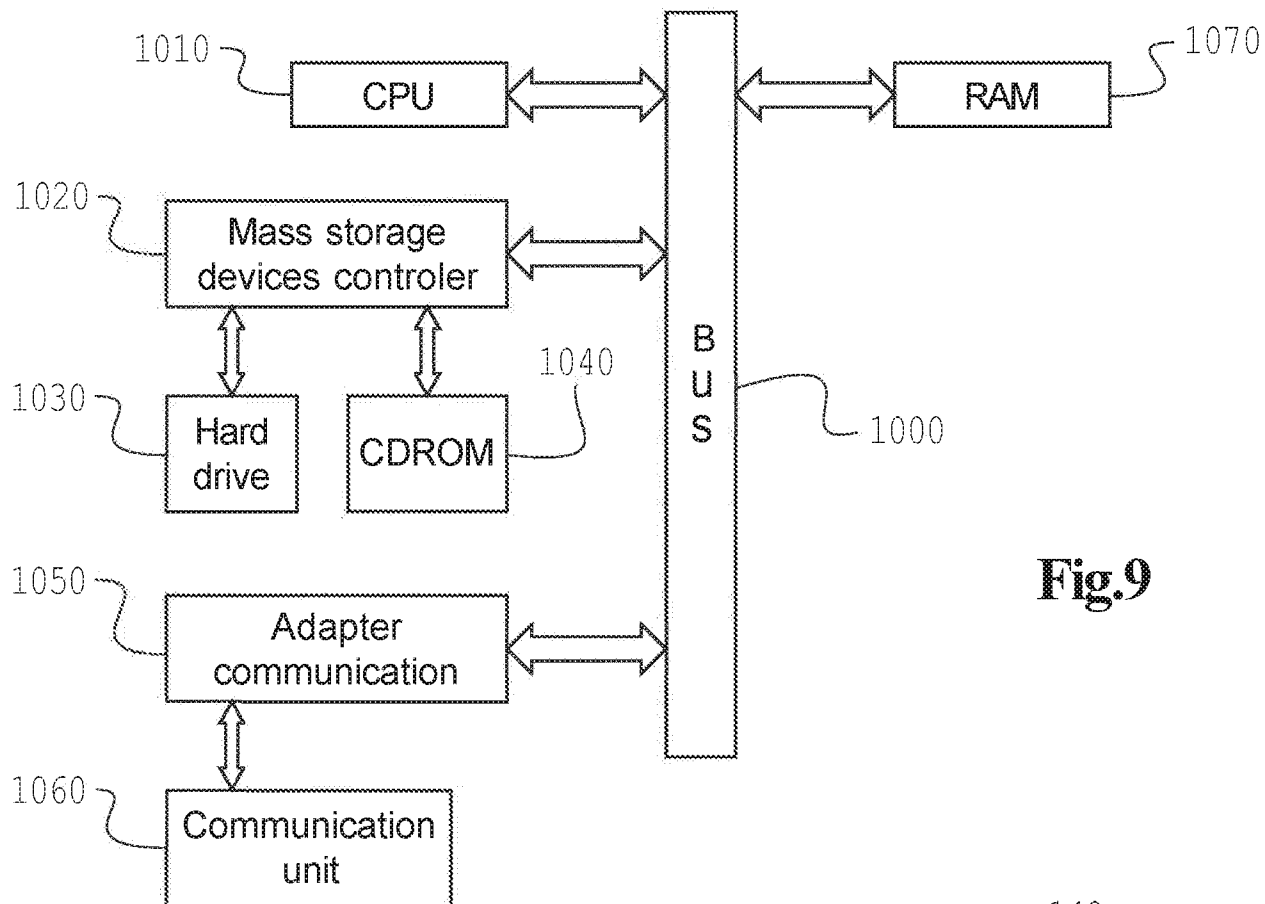 1010
CPU
RAM
1070
1020
Mass storage
devices controler
1030
Hard
drive
1040
CDROM
B
u
s
1000
Fig.9
1050
Adapter
communication
1060
Communication
unit